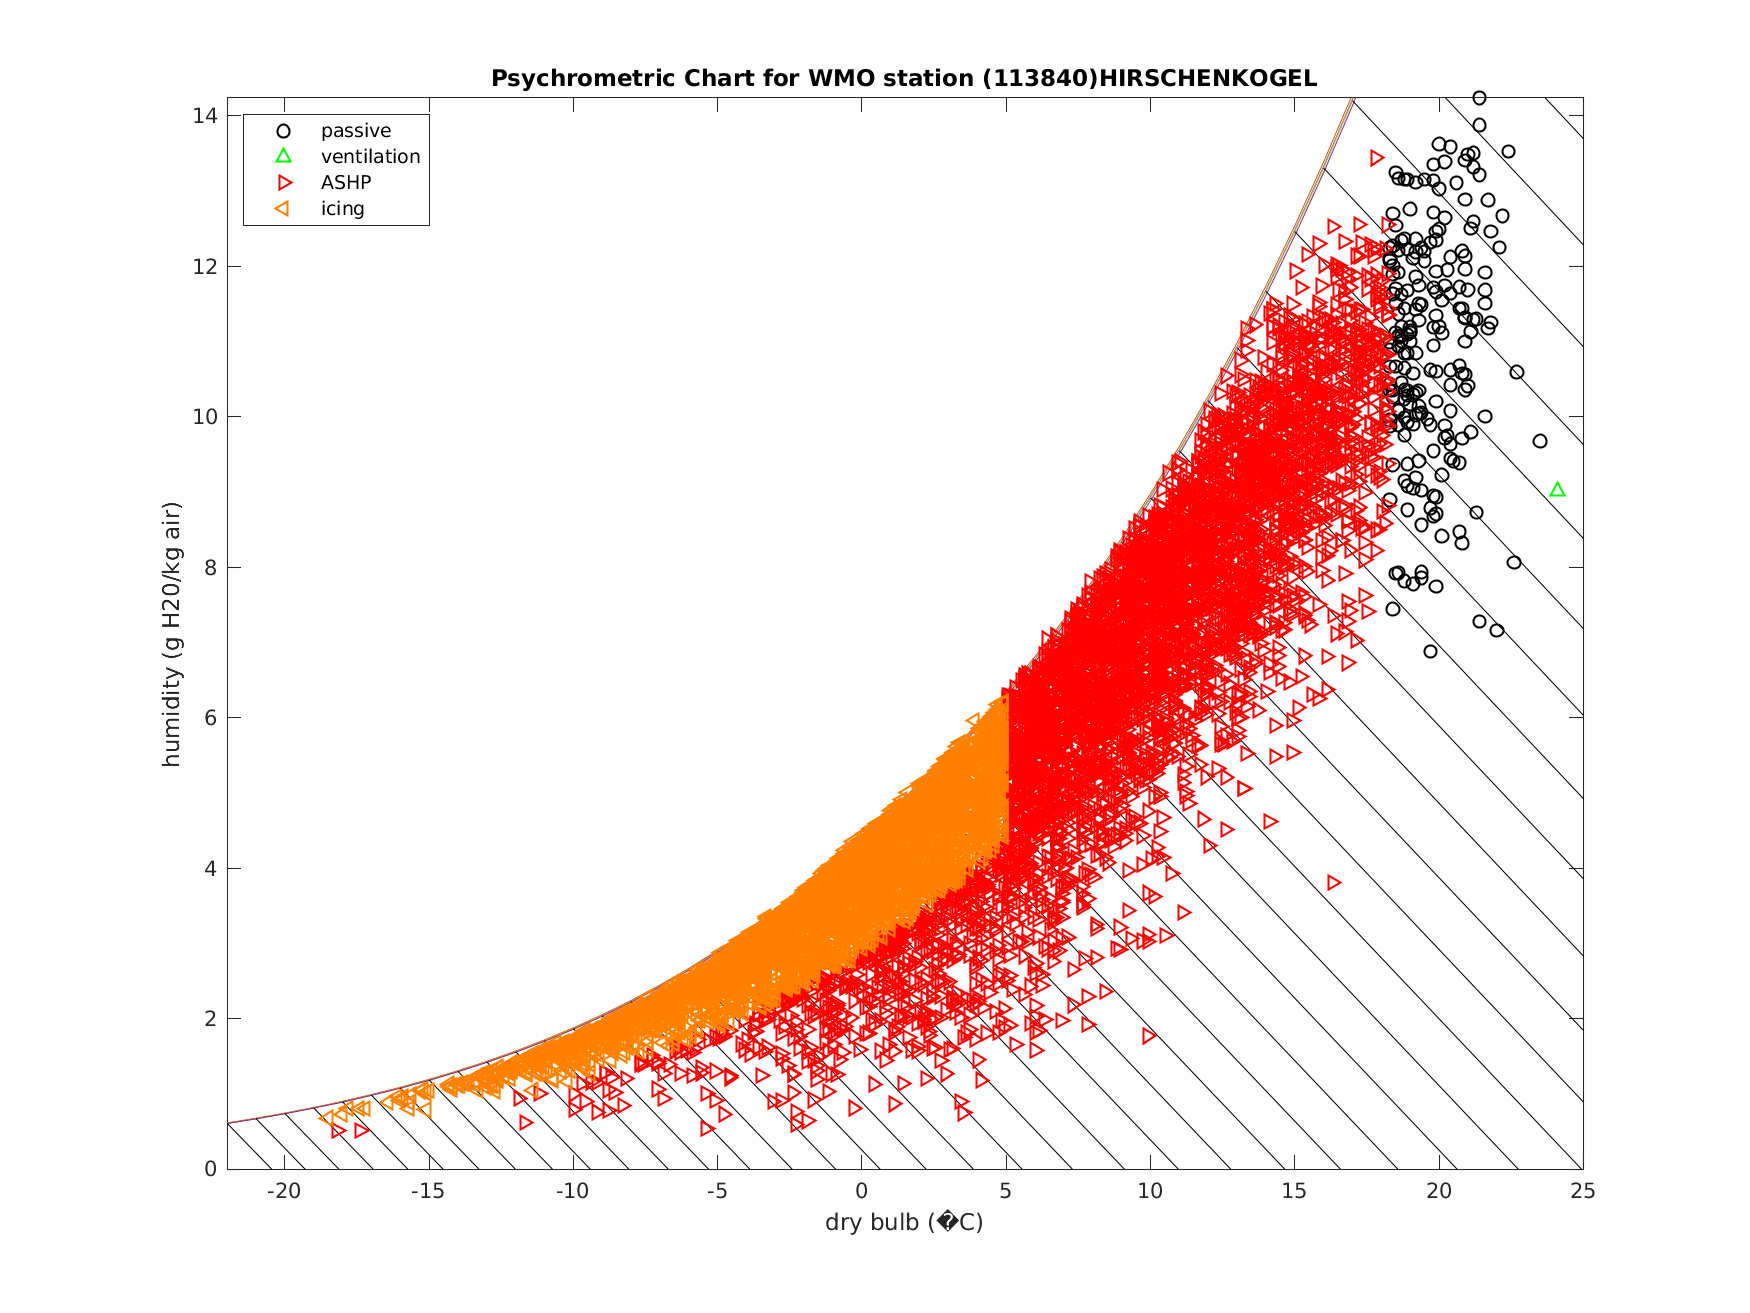 Psychrometric Chart for WMO station (113840)HIRSCHENKOGEL
passive
ventilation
ASHP
icing
14
12
10
8
6
4
2
0
humidity (g H20/kg air)
-20 -15 -10 -5 0 5 10 15 20 25
dry bulb (�C)